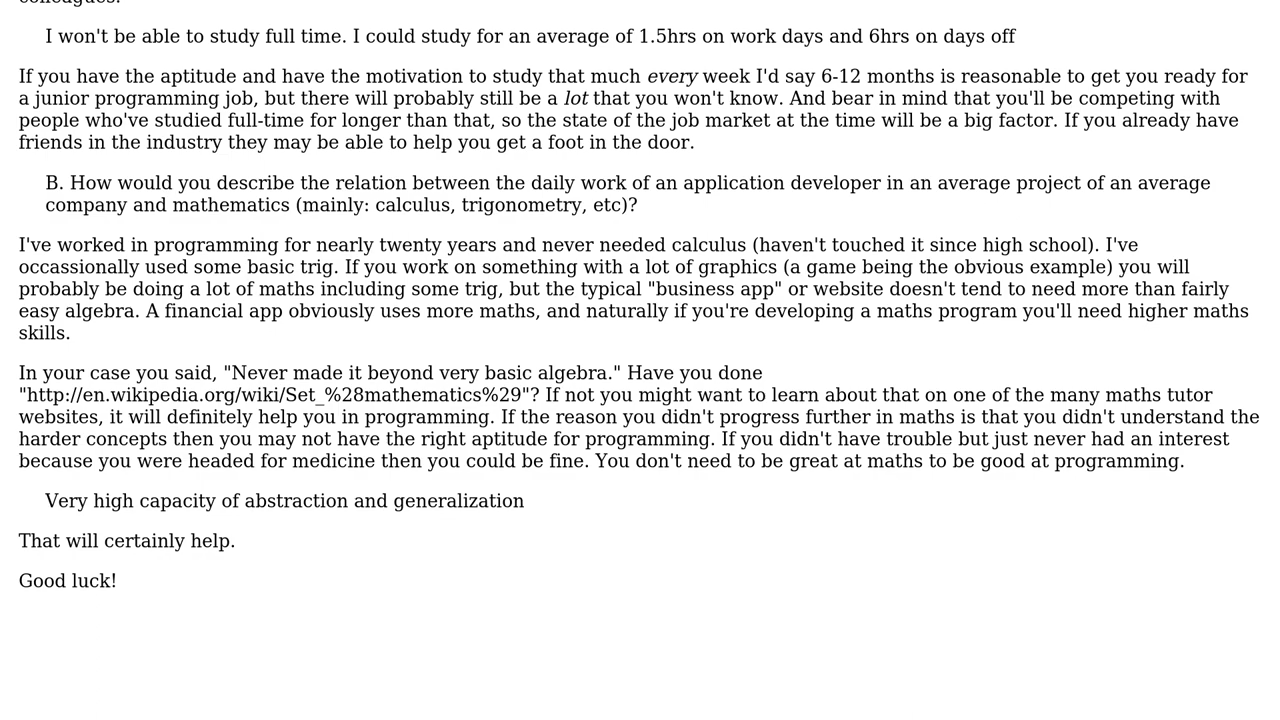 colleagues.
I won't be able to study full time. I could study for an average of 1.5hrs on work days and 6hrs on days off
If you have the aptitude and have the motivation to study that much every week I'd say 6-12 months is reasonable to get you ready for
a junior programming job, but there will probably still be a lot that you won't know. And bear in mind that you'll be competing with
people who've studied full-time for longer than that, so the state of the job market at the time will be a big factor. If you already have
friends in the industry they may be able to help you get a foot in the door.
B. How would you describe the relation between the daily work of an application developer in an average project of an average
company and mathematics (mainly: calculus, trigonometry, etc)?
I've worked in programming for nearly twenty years and never needed calculus (haven't touched it since high school). I've
occassionally used some basic trig. If you work on something with a lot of graphics (a game being the obvious example) you will
probably be doing a lot of maths including some trig, but the typical "business app" or website doesn't tend to need more than fairly
easy algebra. A financial app obviously uses more maths, and naturally if you're developing a maths program you'll need higher maths
skills.
In your case you said, "Never made it beyond very basic algebra." Have you done
"http://en.wikipedia.org/wiki/Set_%28mathematics%29"? If not you might want to learn about that on one of the many maths tutor
websites, it will definitely help you in programming. If the reason you didn't progress further in maths is that you didn't understand the
harder concepts then you may not have the right aptitude for programming. If you didn't have trouble but just never had an interest
because you were headed for medicine then you could be fine. You don't need to be great at maths to be good at programming.
Very high capacity of abstraction and generalization
That will certainly help.
Good luck!